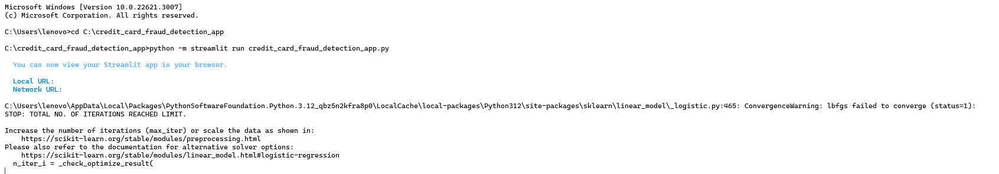 Microsoft Windows [Version 10.0.22621.3007]
(c) Microsoft Corporation. All rights reserved.
C:\Users\lenovo>cd C:\credit_card_fraud_detection_app
C:\credit_card_fraud_detection_app>python -m streamlit run credit_card_fraud_detection_app.py
You can now view your Streamlit app in your browser.
Local URL:
Network URL:
C:\Users\lenovo\AppData\Local\Packages\PythonSoftwareFoundation.Python.3.12_qbz5n2kfra8p0\LocalCache\local-packages\Python312\site-packages\sklearn\linear_model\_logistic.py:465: ConvergenceWarning: lbfgs failed to converge (status=1):
STOP: TOTAL NO. OF ITERATIONS REACHED LIMIT.
Increase the number of iterations (max_iter) or scale the data as shown in:
https://scikit-learn.org/stable/modules/preprocessing.html
Please also refer to the documentation for alternative solver options:
https://scikit-learn.org/stable/modules/linear_model.html#logistic-regression
n_iter_i = _check_optimize_result(